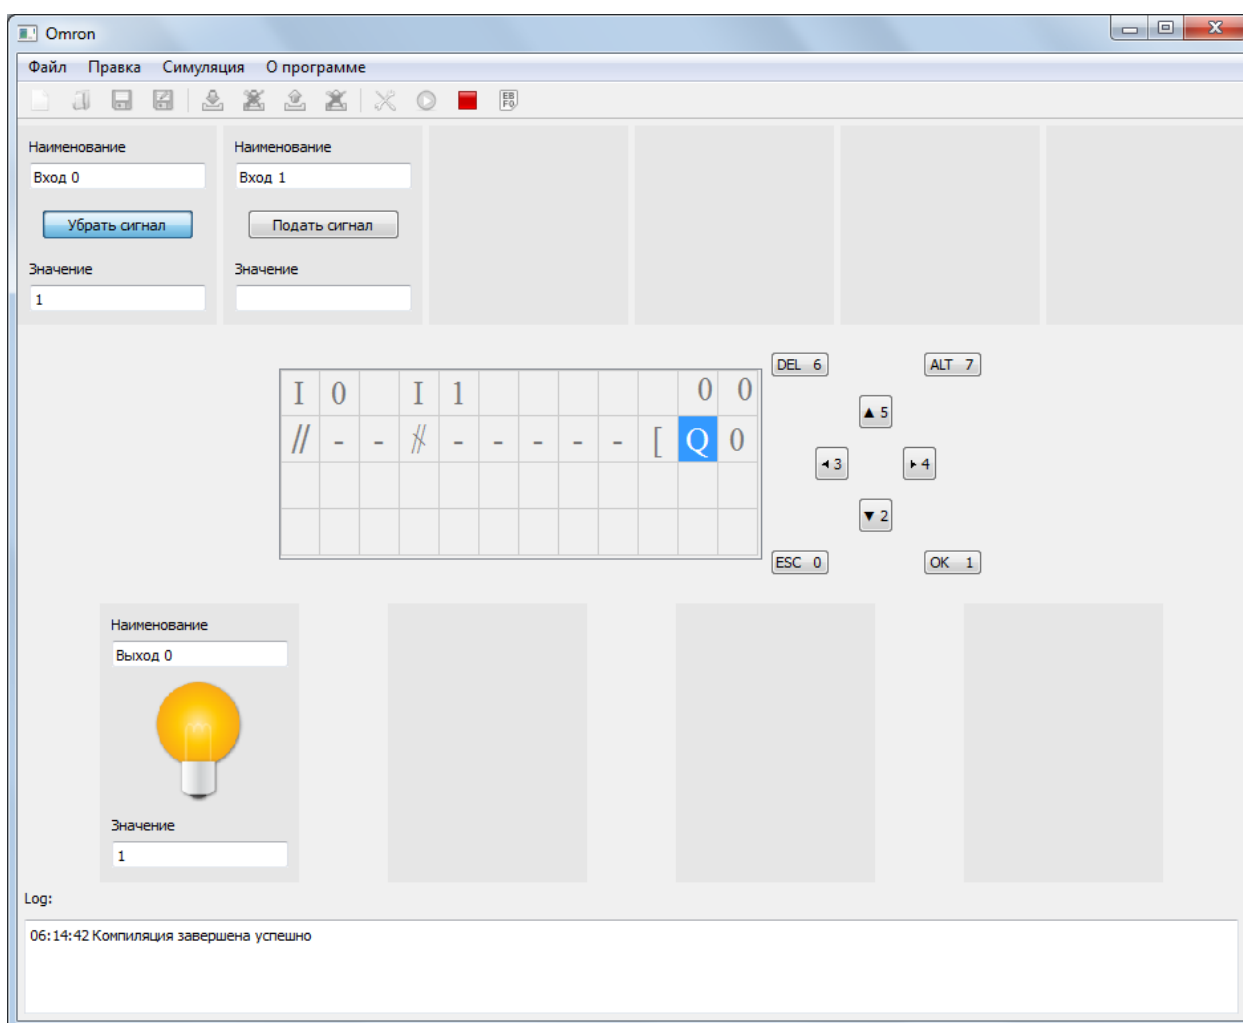 Omron
Файл Правка Симуляция О программе
EB
FQ
Наименование Наименование
Вход 0 Вход 1
Убрать сигнал Подать сигнал
Значение Значение
1
DEL 6 ALT 7
I 0 I 1 0 0
▲ 5
// - - - - - - - [ Q 0
◄ 3 ► 4
▼ 2
ESC 0 OK 1
Наименование
Выход 0
Значение
1
Log:
06:14:42 Компиляция завершена успешно